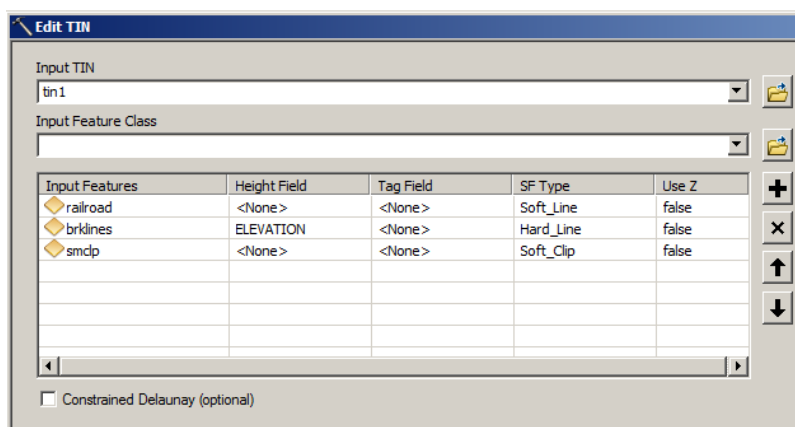 Edit TIN
Input TIN
tin1
Input Feature Class
Input Features Height Field Tag Field SF Type Use Z
railroad <None> <None> Soft_Line false
brklines ELEVATION <None> Hard_Line false
smclp <None> <None> Soft_Clip false
Constrained Delaunay (optional)